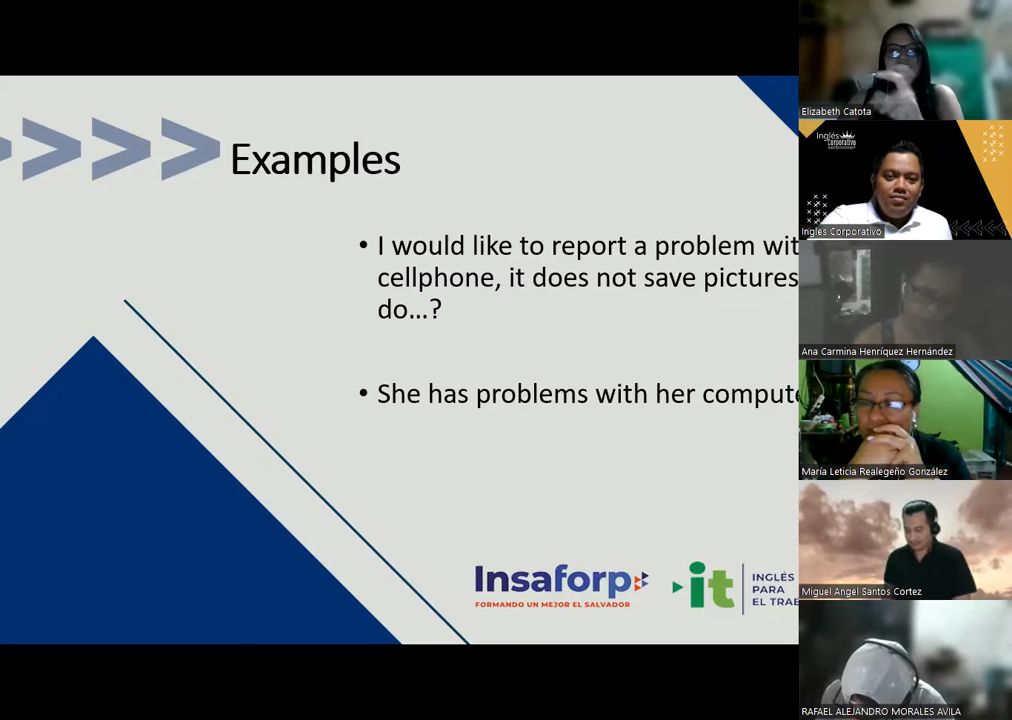 Examples
• I would like to report a problem wit
cellphone, it does not save pictures
do...?
• She has problems with her compute
Insaforp
FORMANDO UN MEJOR EL SALVADOR
it
INGLÉS
PARA
EL TRA
Elizabeth Catota
Inglés
Corporativo
Ingles Corporativo
Ana Carmina Henríquez Hernández
María Leticia Realegeño González
Miguel Angel Santos Cortez
RAFAEL ALEJANDRO MORALES AVILA